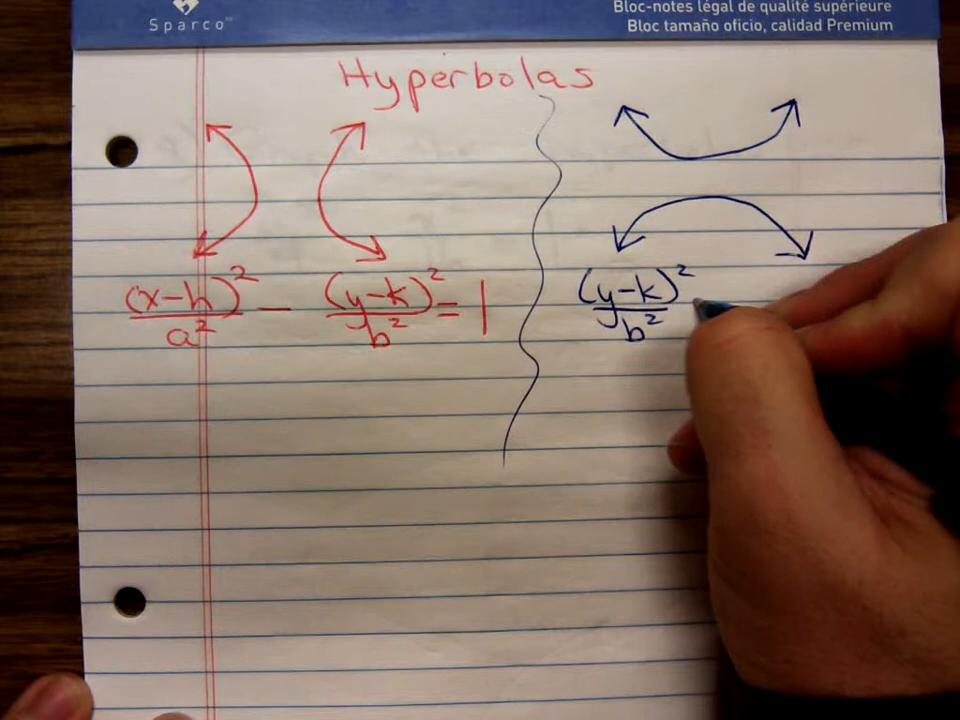 Sparco™
Bloc-notes légal de qualité supérieure
Bloc tamaño oficio, calidad Premium
Hyperbolas
(x-h)²/a² - (y-k)²/b² = 1
(y-k)²/b²